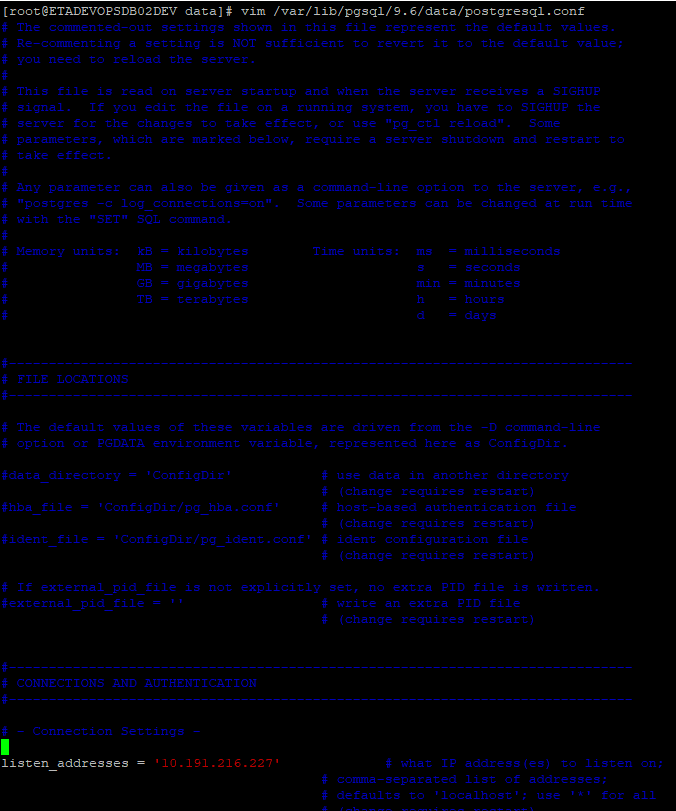 [root@ETADEVOPSDB02DEV data]# vim /var/lib/pgsql/9.6/data/postgresql.conf
# The commented-out settings shown in this file represent the default values.
# Re-commenting a setting is NOT sufficient to revert it to the default value;
# you need to reload the server.
#
# This file is read on server startup and when the server receives a SIGHUP
# signal.  If you edit the file on a running system, you have to SIGHUP the
# server for the changes to take effect, or use "pg_ctl reload".  Some
# parameters, which are marked below, require a server shutdown and restart to
# take effect.
#
# Any parameter can also be given as a command-line option to the server, e.g.,
# "postgres -c log_connections=on".  Some parameters can be changed at run time
# with the "SET" SQL command.
#
# Memory units:  kB = kilobytes        Time units:  ms  = milliseconds
#                MB = megabytes                     s   = seconds
#                GB = gigabytes                     min = minutes
#                TB = terabytes                     h   = hours
#                                                   d   = days
#------------------------------------------------------------------------------
# FILE LOCATIONS
#------------------------------------------------------------------------------
# The default values of these variables are driven from the -D command-line
# option or PGDATA environment variable, represented here as ConfigDir.
#data_directory = 'ConfigDir'           # use data in another directory
                                        # (change requires restart)
#hba_file = 'ConfigDir/pg_hba.conf'     # host-based authentication file
                                        # (change requires restart)
#ident_file = 'ConfigDir/pg_ident.conf' # ident configuration file
                                        # (change requires restart)
# If external_pid_file is not explicitly set, no extra PID file is written.
#external_pid_file = ''                 # write an extra PID file
                                        # (change requires restart)
#------------------------------------------------------------------------------
# CONNECTIONS AND AUTHENTICATION
#------------------------------------------------------------------------------
# - Connection Settings -
listen_addresses = '10.191.216.227'             # what IP address(es) to listen on;
                                        # comma-separated list of addresses;
                                        # defaults to 'localhost'; use '*' for all
                                        # (change requires restart)